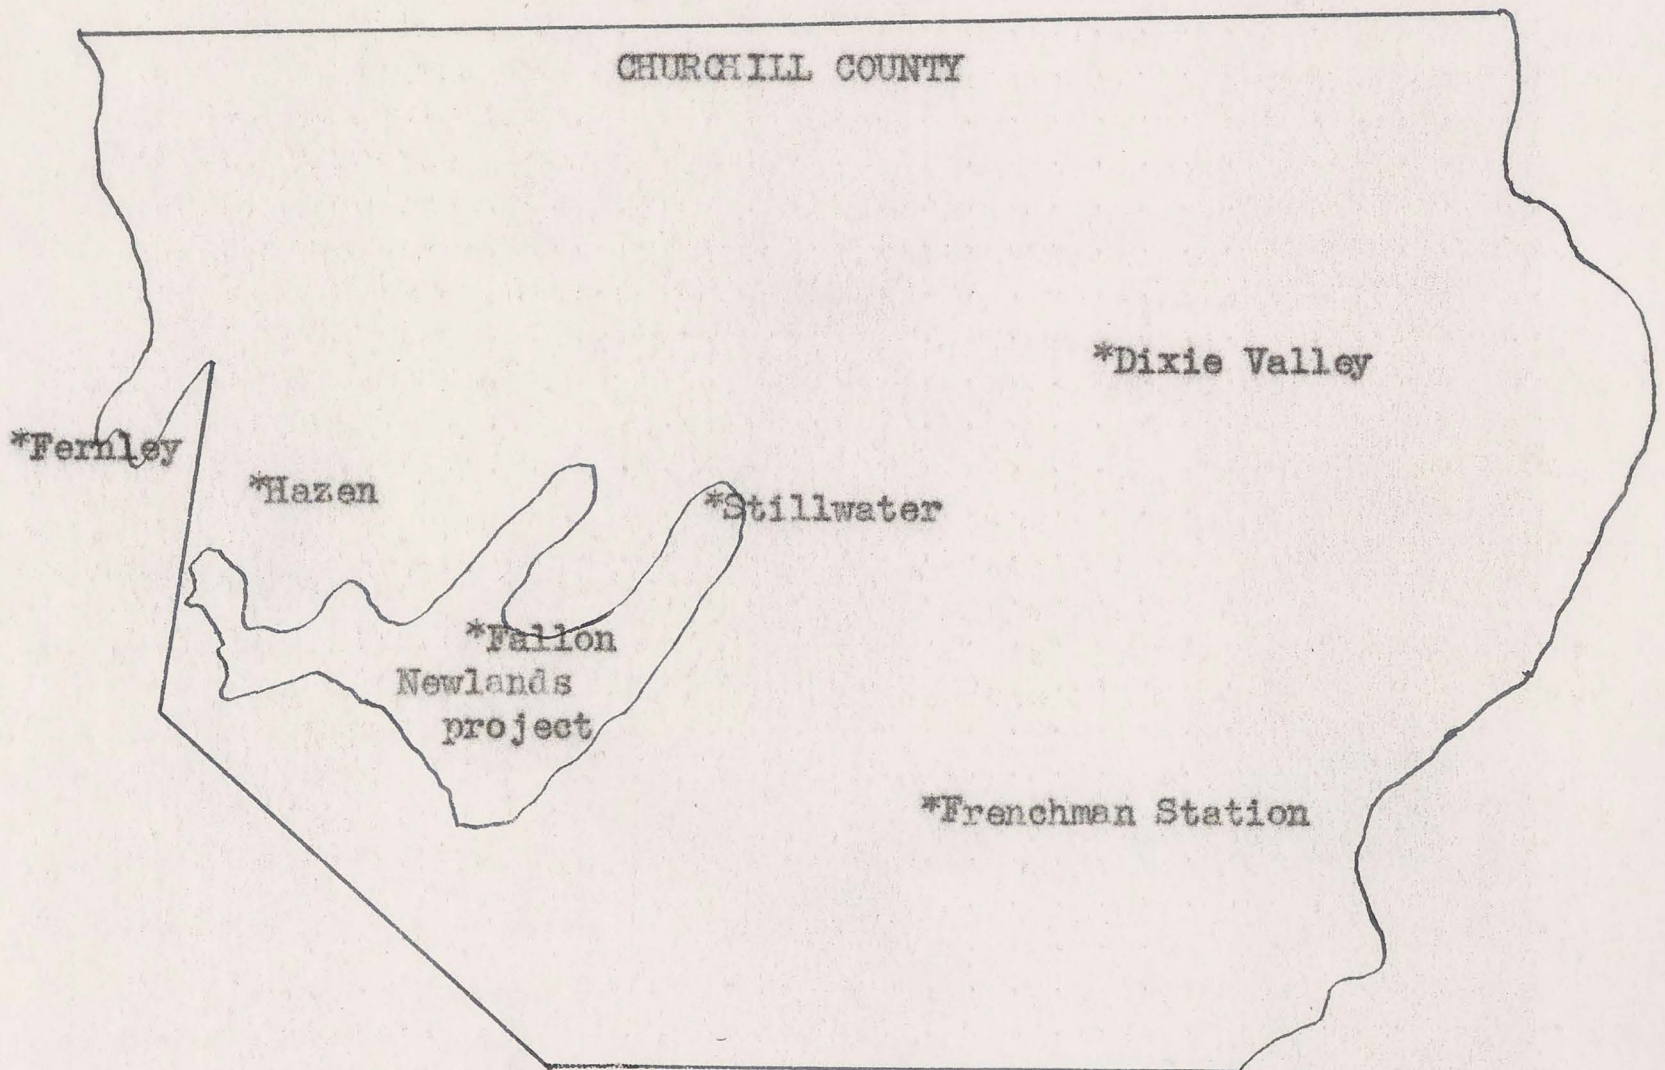 CHURCHILL COUNTY
*Dixie Valley
*Fernley
*Hazen
*Stillwater
*Fallon
Newlands
project
*Frenchman Station